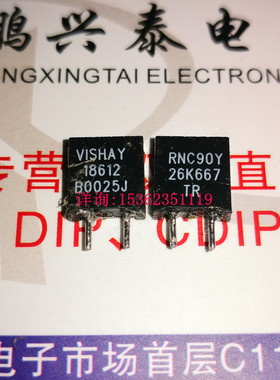 鹏兴泰电
NGXINGTAI ELECTRON
VISHAY
18612
B0025J
RNC90Y
26K667
TR
详询:15362351119
专营
直
DIP、CDIP
电子市场首层C11